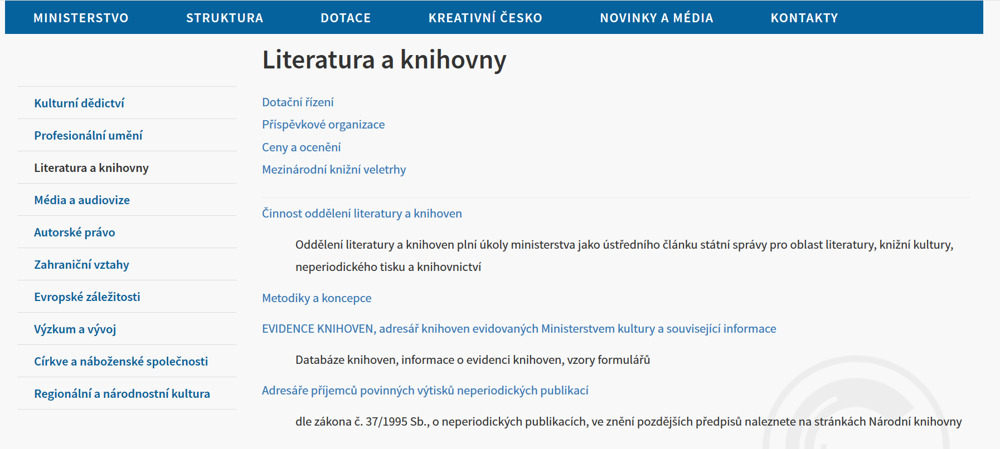 MINISTERSTVO STRUKTURA DOTACE KREATIVNÍ ČESKO NOVINKY A MÉDIA KONTAKTY
Literatura a knihovny
Kulturní dědictví
Profesionální umění
Literatura a knihovny
Média a audiovize
Autorské právo
Zahraniční vztahy
Evropské záležitosti
Výzkum a vývoj
Církve a náboženské společnosti
Regionální a národnostní kultura
Dotační řízení
Příspěvkové organizace
Ceny a ocenění
Mezinárodní knižní veletrhy
Činnost oddělení literatury a knihoven
Oddělení literatury a knihoven plní úkoly ministerstva jako ústředního článku státní správy pro oblast literatury, knižní kultury,
neperiodického tisku a knihovnictví
Metodiky a koncepce
EVIDENCE KNIHOVEN, adresář knihoven evidovaných Ministerstvem kultury a související informace
Databáze knihoven, informace o evidenci knihoven, vzory formulářů
Adresáře příjemců povinných výtisků neperiodických publikací
dle zákona č. 37/1995 Sb., o neperiodických publikacích, ve znění pozdějších předpisů naleznete na stránkách Národní knihovny